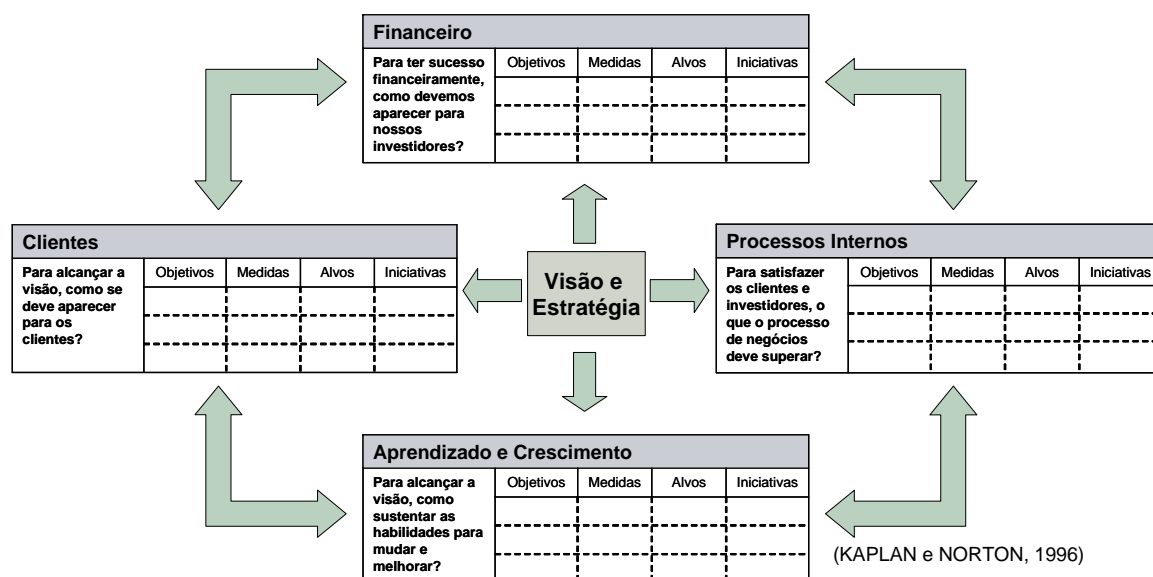 Financeiro
Para ter sucesso
financeiramente,
como devemos
aparecer para
nossos
investidores?
Objetivos Medidas Alvos Iniciativas
Clientes
Para alcançar a
visão, como se
deve aparecer
para os
clientes?
Objetivos Medidas Alvos Iniciativas
Visão e
Estratégia
Processos Internos
Para satisfazer
os clientes e
investidores, o
que o processo
de negócios
deve superar?
Objetivos Medidas Alvos Iniciativas
Aprendizado e Crescimento
Para alcançar a
visão, como
sustentar as
habilidades para
mudar e
melhorar?
Objetivos Medidas Alvos Iniciativas
(KAPLAN e NORTON, 1996)